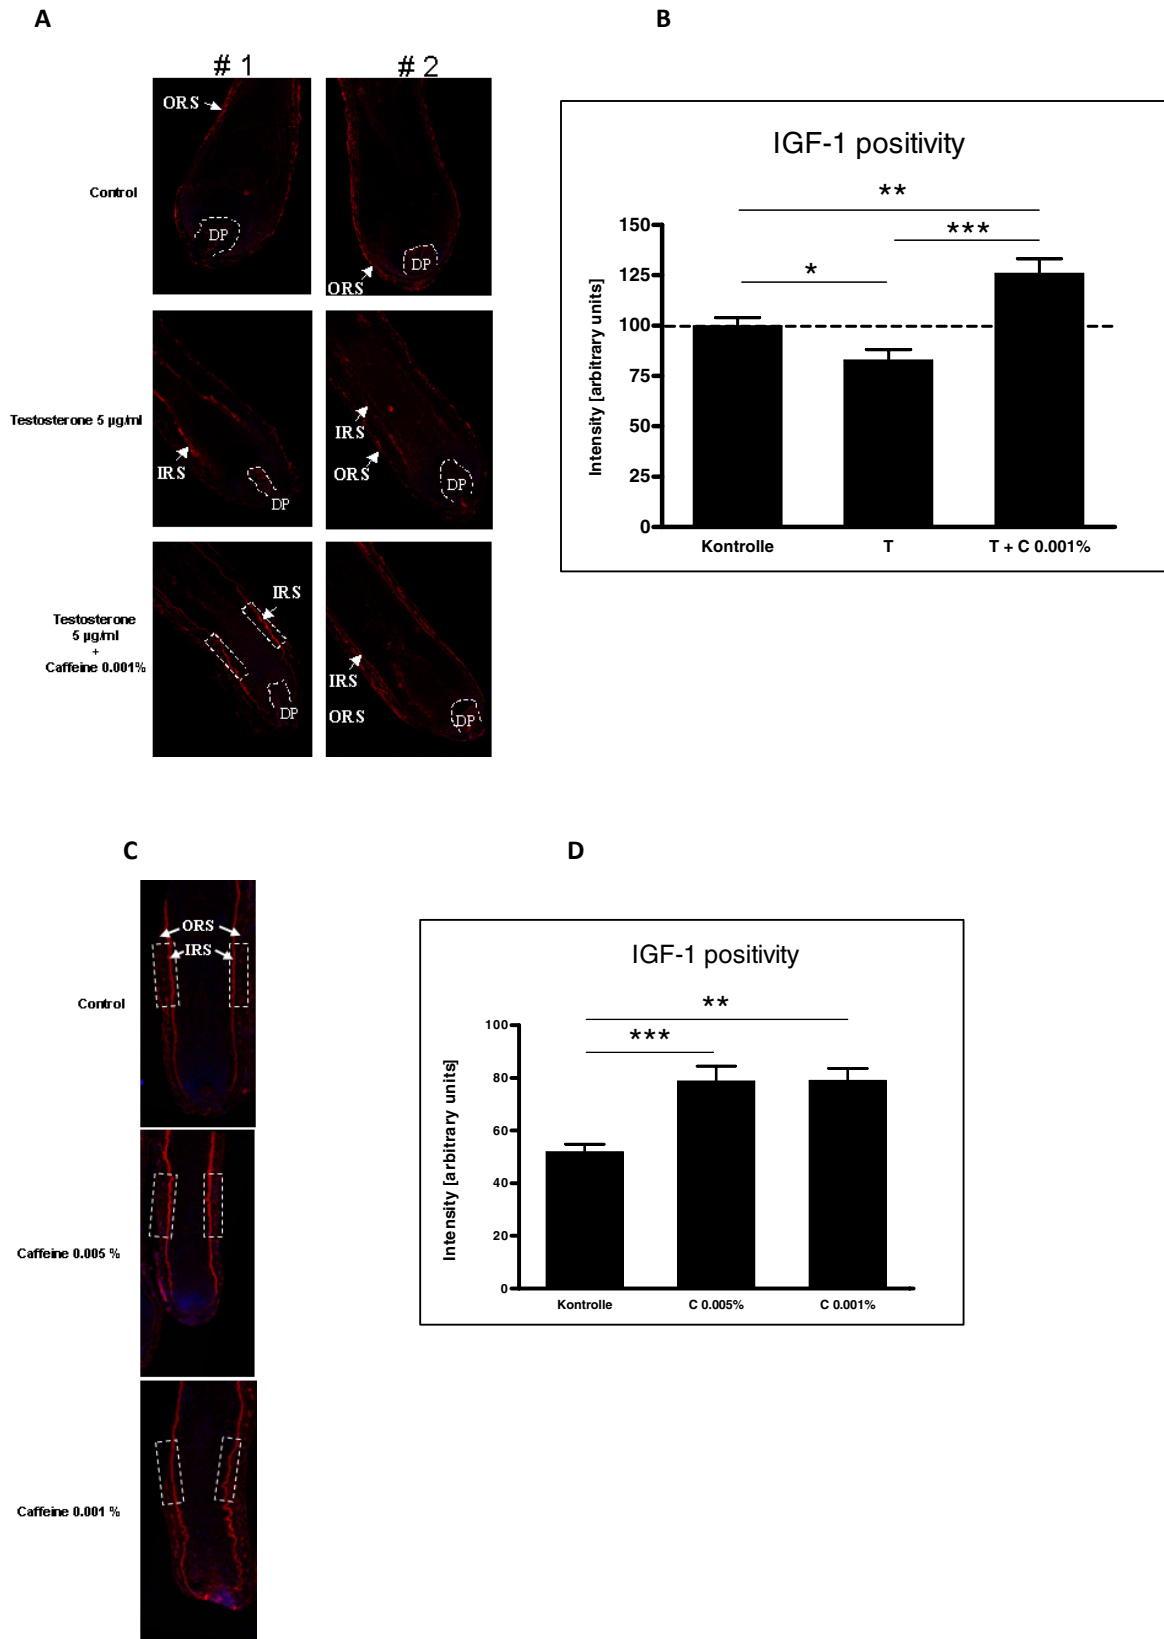 A
B
# 1
# 2
ORS
DP
Control
DP
ORS
Testosterone 5 µg/ml
IRS
DP
IRS
ORS
DP
Testosterone
5 µg/ml
+
Caffeine 0.001%
IRS
DP
IRS
ORS
DP
IGF-1 positivity
**
***
*
Intensity [arbitrary units]
150
125
100
75
50
25
0
Kontrolle
T
T + C 0.001%
C
D
ORS
IRS
Control
Caffeine 0.005 %
Caffeine 0.001 %
IGF-1 positivity
**
***
Intensity [arbitrary units]
100
80
60
40
20
0
Kontrolle
C 0.005%
C 0.001%